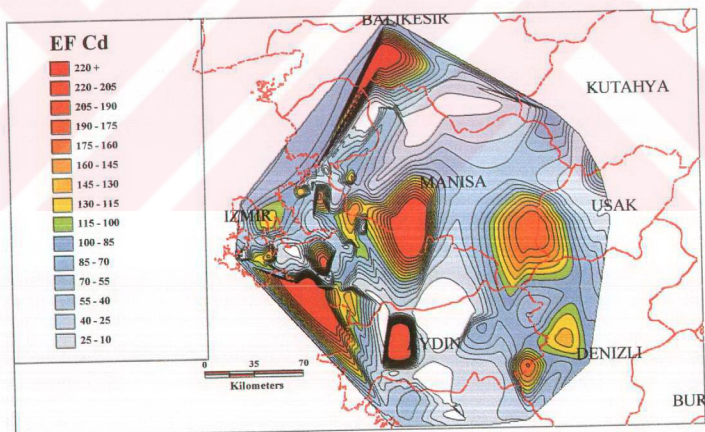 BALIKESIR
EF Cd
220 +
220 - 205
205 - 190
190 - 175
175 - 160
160 - 145
145 - 130
130 - 115
115 - 100
100 - 85
85 - 70
70 - 55
55 - 40
40 - 25
25 - 10
KUTAHYA
MANISA
USAK
IZMIR
YDIN
DENIZLI
BUR
0 35 70
Kilometers